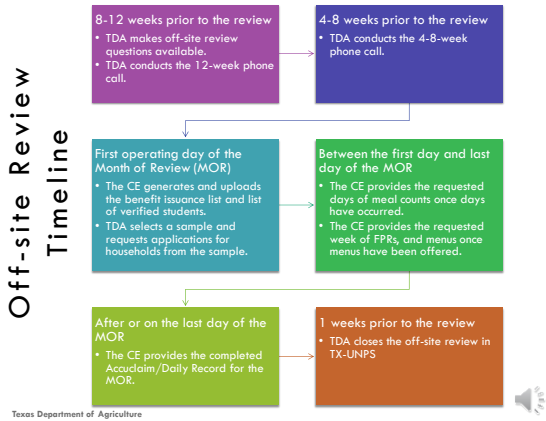 Off-site Review
Timeline
8-12 weeks prior to the review
• TDA makes off-site review
questions available.
• TDA conducts the 12-week phone
call.
4-8 weeks prior to the review
• TDA conducts the 4-8-week
phone call.
First operating day of the
Month of Review (MOR)
• The CE generates and uploads
the benefit issuance list and list
of verified students.
• TDA selects a sample and
requests applications for
households from the sample.
Between the first day and last
day of the MOR
• The CE provides the requested
days of meal counts once days
have occurred.
• The CE provides the requested
week of FPRs, and menus once
menus have been offered.
After or on the last day of the
MOR
• The CE provides the completed
Accuclaim/Daily Record for the
MOR.
1 weeks prior to the review
• TDA closes the off-site review in
TX-UNPS
Texas Department of Agriculture